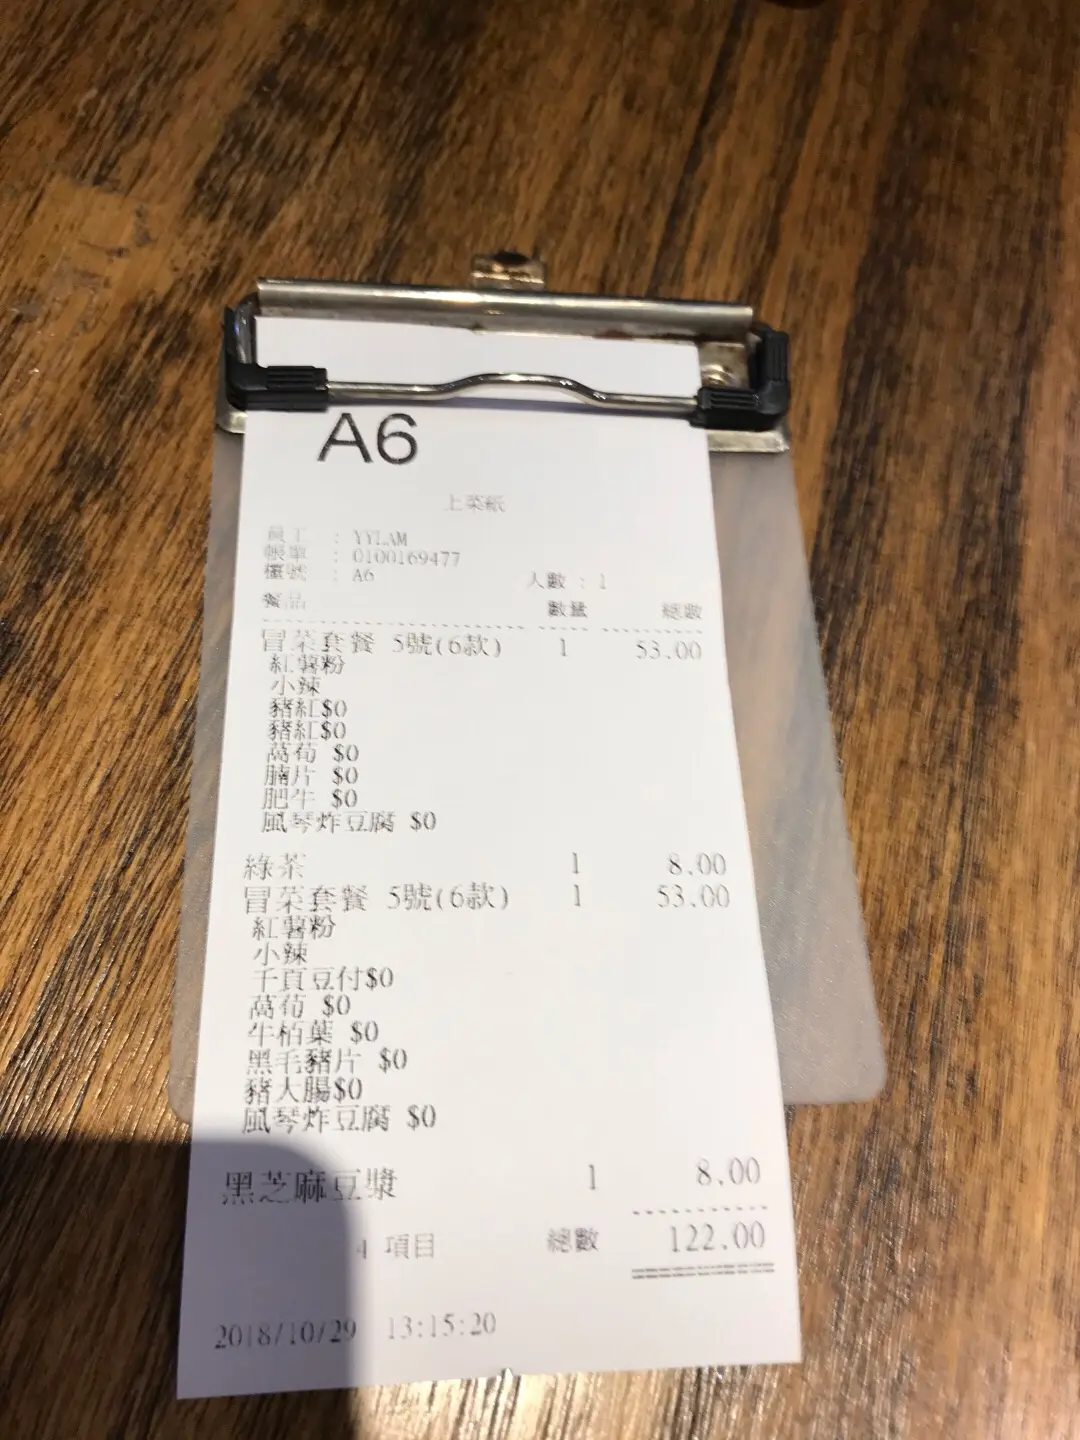 A6
上菜紙
員工 : YYLAM
帳單 : 0100169477
檯號 : A6 人數 : 1
餐品 數量 總數
冒菜套餐 5號(6款) 1 53.00
紅薯粉
小辣
豬紅$0
豬紅$0
萵荀 $0
腩片 $0
肥牛 $0
風琴炸豆腐 $0
綠茶 1 8.00
冒菜套餐 5號(6款) 1 53.00
紅薯粉
小辣
千頁豆付$0
萵荀 $0
牛栢葉 $0
黑毛豬片 $0
豬大腸$0
風琴炸豆腐 $0
黑芝麻豆漿 1 8.00
4 項目 總數 122.00
2018/10/29 13:15:20